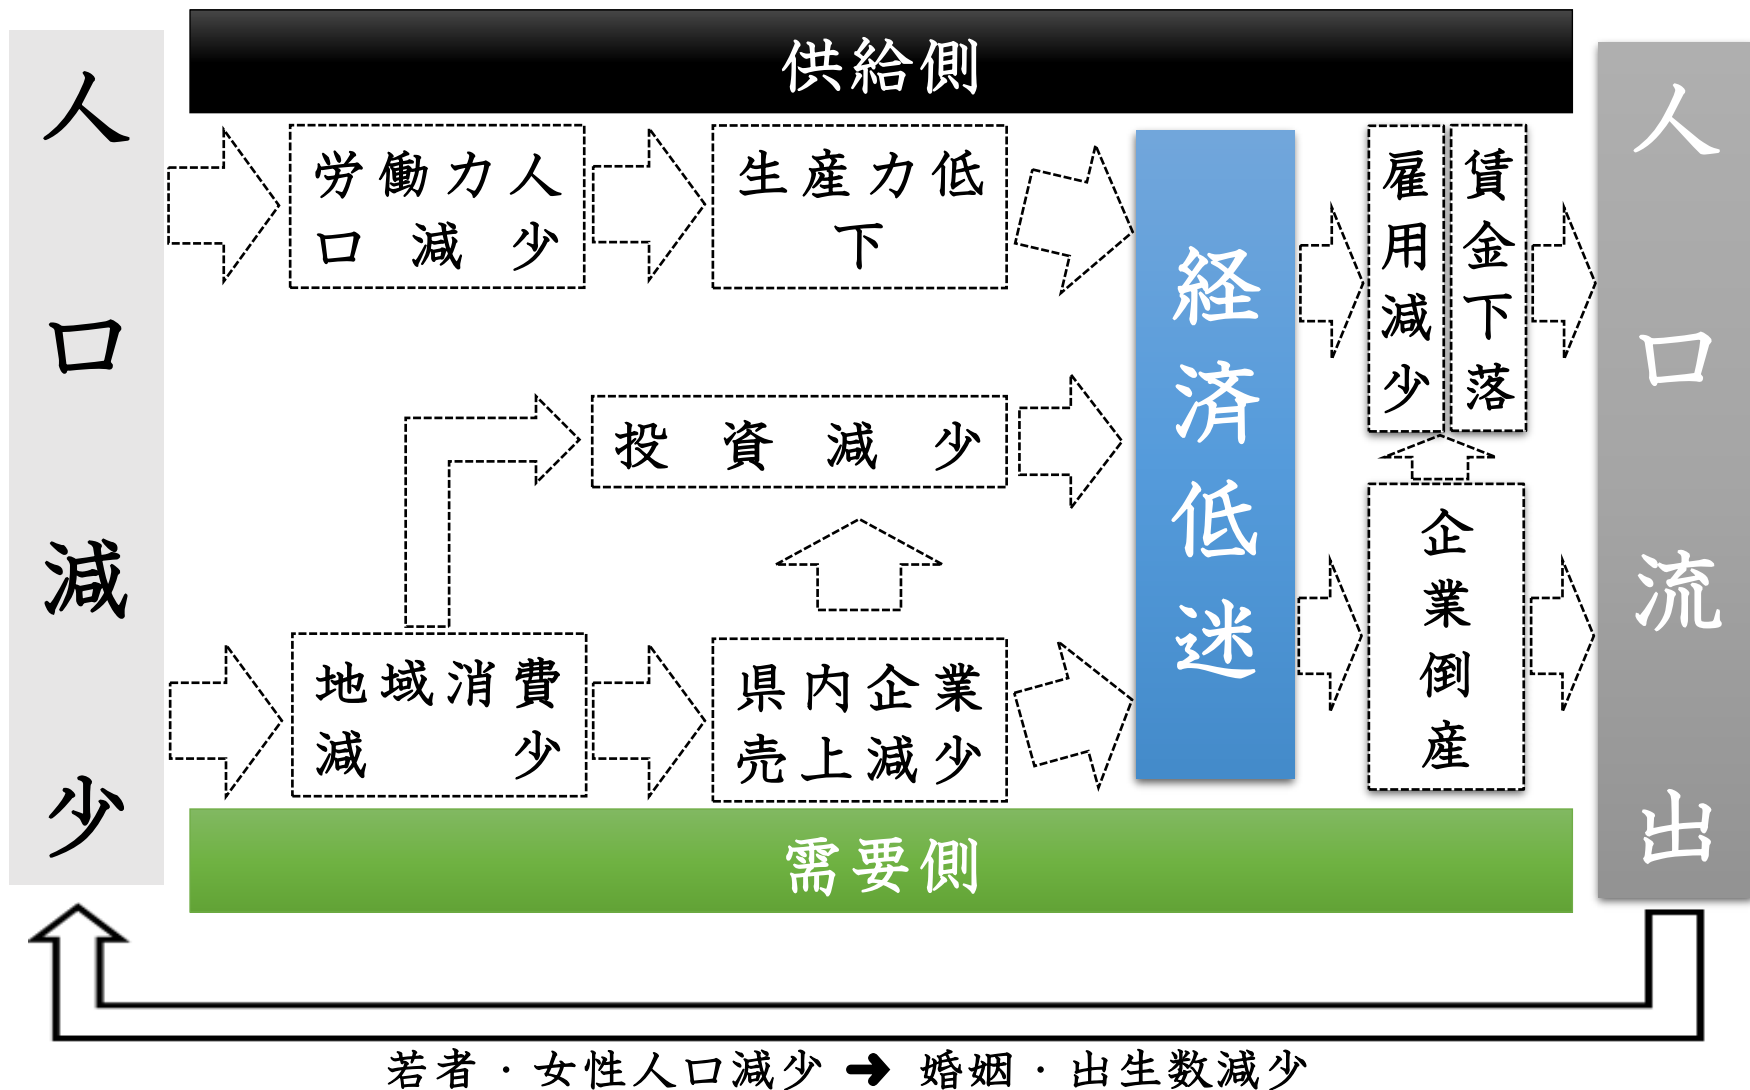 供給側
人口減少
労働力人
口減少
生産力低
下
投資減少
地域消費
減少
県内企業
売上減少
経済低迷
雇用減少
賃金下落
企業倒産
人口流出
需要側
若者・女性人口減少 ➜ 婚姻・出生数減少